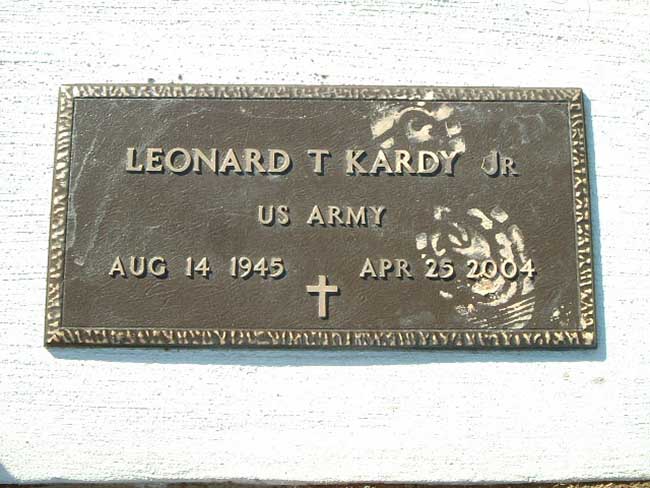 LEONARD T KARDY JR
US ARMY
AUG 14 1945 APR 25 2004